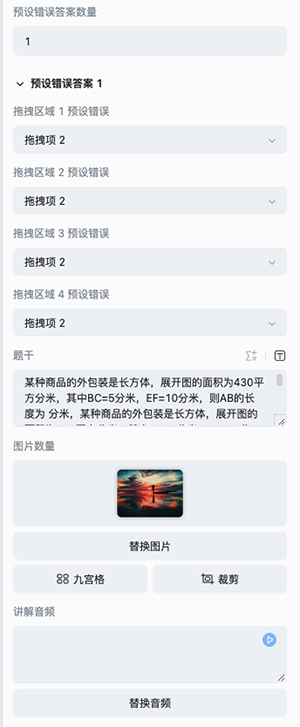 预设错误答案数量
1
预设错误答案 1
拖拽区域 1 预设错误
拖拽项 2
拖拽区域 2 预设错误
拖拽项 2
拖拽区域 3 预设错误
拖拽项 2
拖拽区域 4 预设错误
拖拽项 2
题干
某种商品的外包装是长方体，展开图的面积为430平
方分米，其中BC=5分米，EF=10分米，则AB的长
度为 分米，某种商品的外包装是长方体，展开图的
图片数量
替换图片
九宫格
裁剪
讲解音频
替换音频